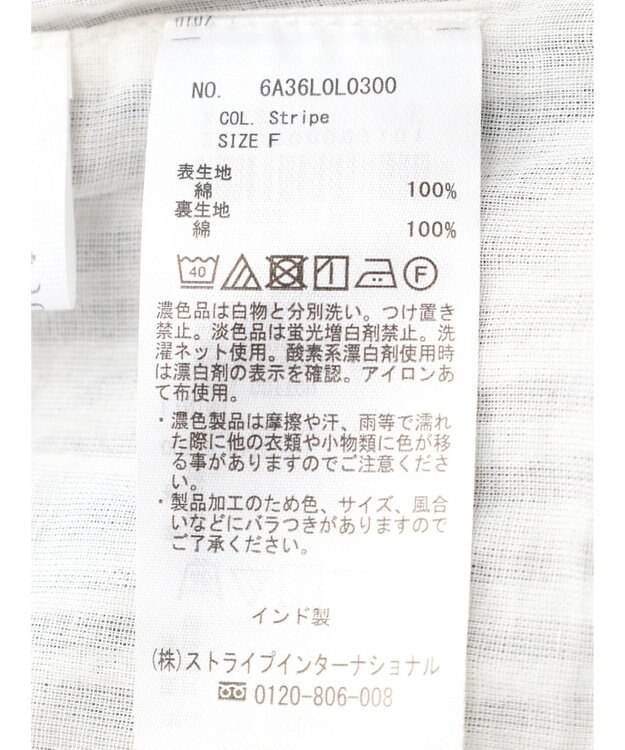 NO. 6A36L0L0300
COL. Stripe
SIZE F
表生地
綿 100%
裏生地
綿 100%
40 F
濃色品は白物と分別洗い。つけ置き
禁止。淡色品は蛍光増白剤禁止。洗
濯ネット使用。酸素系漂白剤使用時
は漂白剤の表示を確認。アイロンあ
て布使用。
・濃色製品は摩擦や汗、雨等で濡れ
た際に他の衣類や小物類に色が移
る事がありますのでご注意くださ
い。
・製品加工のため色、サイズ、風合
いなどにバラつきがありますので
ご了承ください。
インド製
(株)ストライプインターナショナル
0120-806-008